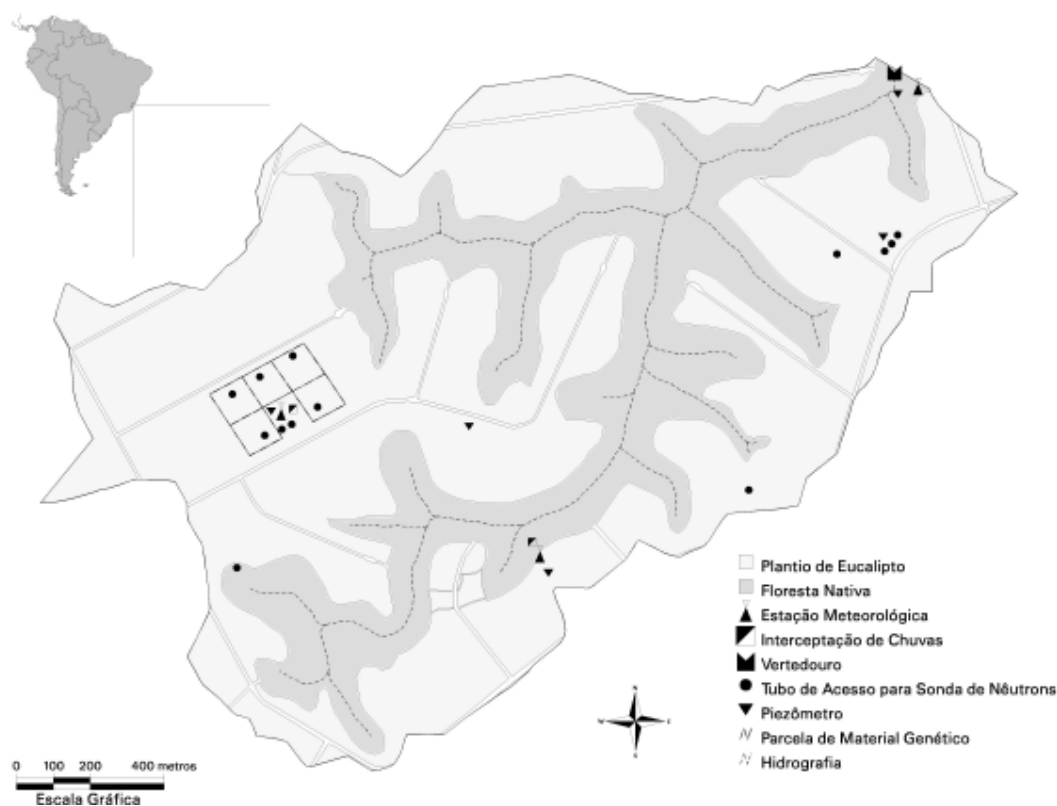 Plantio de Eucalipto
Floresta Nativa
Estação Meteorológica
Interceptação de Chuvas
Vertedouro
Tubo de Acesso para Sonda de Nêutrons
Piezômetro
Parcela de Material Genético
Hidrografia
0 100 200 400 metros
Escala Gráfica